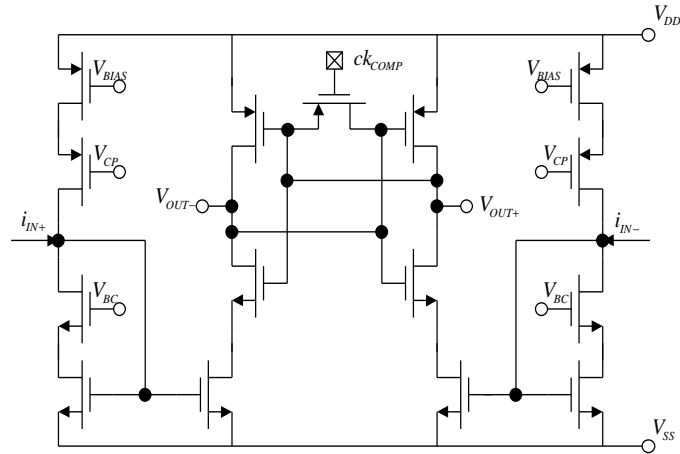 V_DD
ck_COMP
V_BIAS
V_BIAS
V_CP
V_CP
V_OUT−
V_OUT+
i_IN+
i_IN−
V_BC
V_BC
V_SS